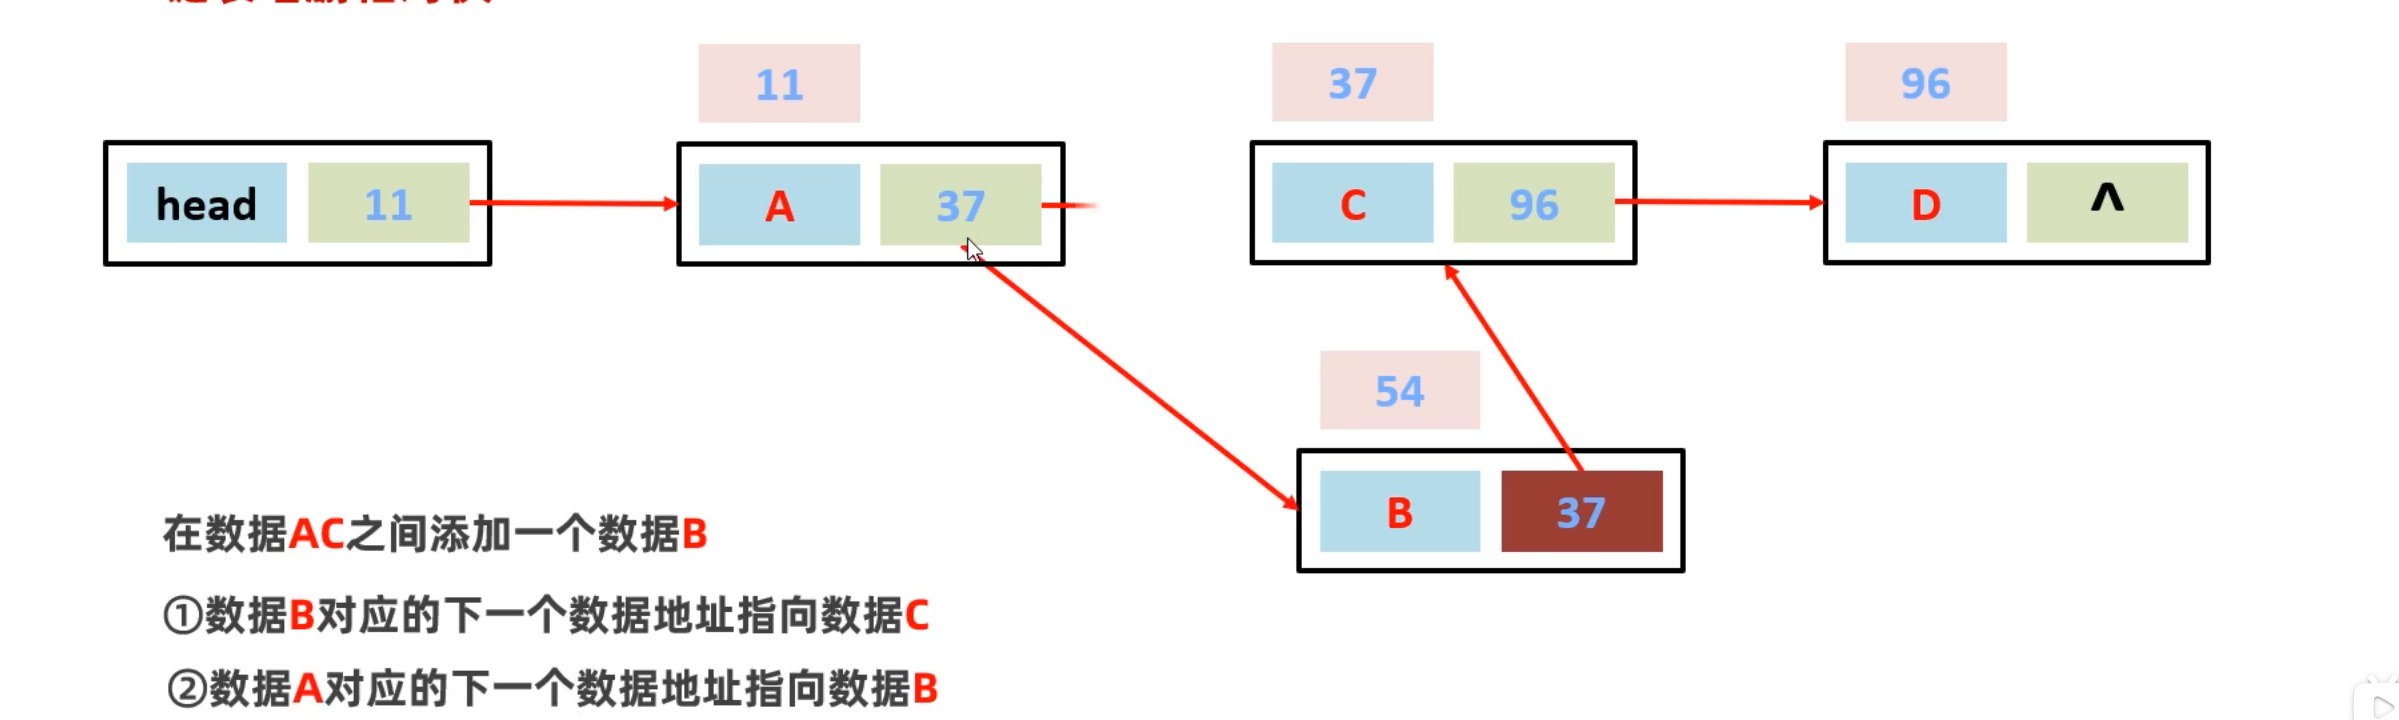 11 37 96
head 11 A 37 C 96 D ^
54
B 37
在数据AC之间添加一个数据B
①数据B对应的下一个数据地址指向数据C
②数据A对应的下一个数据地址指向数据B